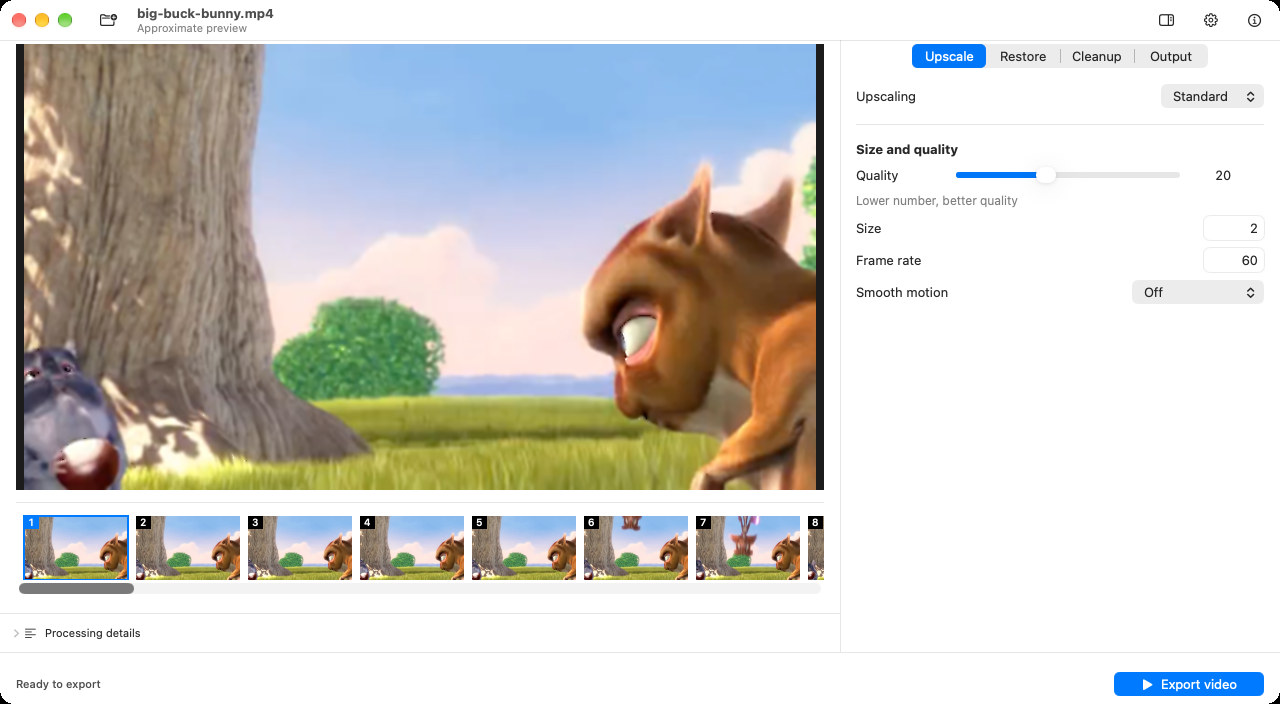 big-buck-bunny.mp4
Approximate preview
Upscale
Restore
Cleanup
Output
Upscaling
Standard
Size and quality
Quality
20
Lower number, better quality
Size
2
Frame rate
60
Smooth motion
Off
1
2
3
4
5
6
7
8
Processing details
Ready to export
Export video